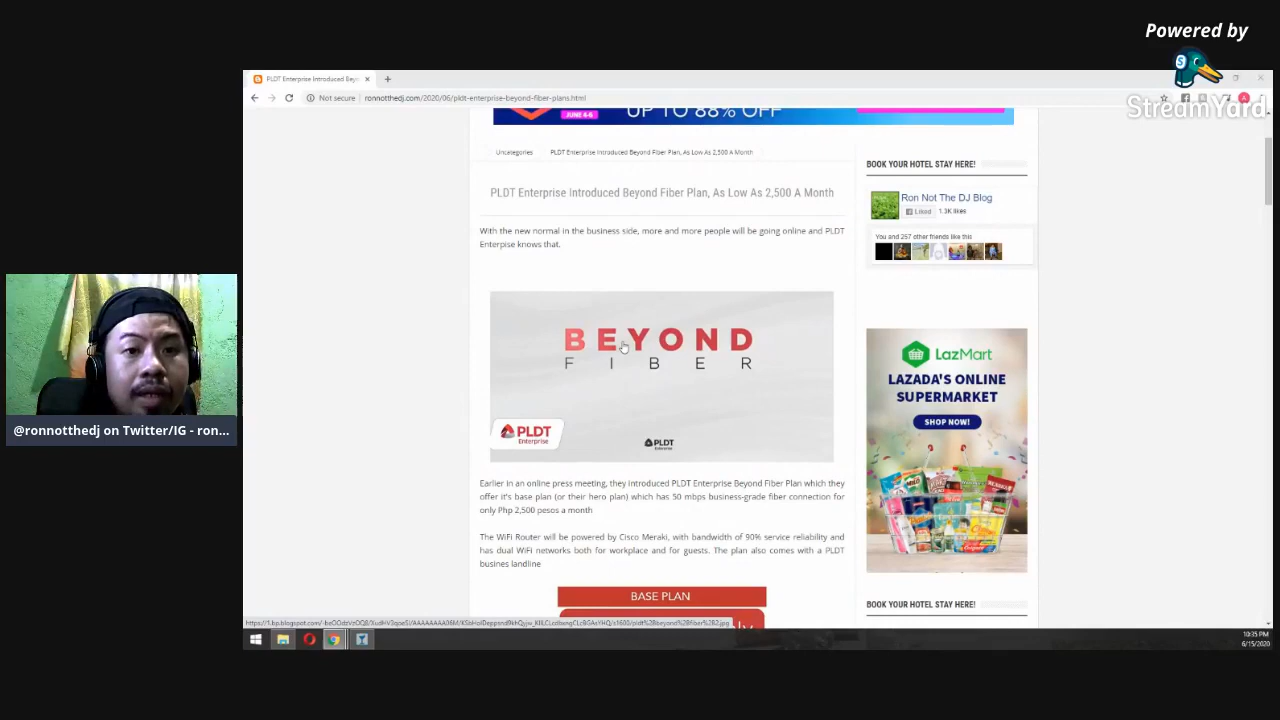 Powered by
StreamYard
PLDT Enterprise Introduced Bey
Not secure
ronnotthedj.com/2020/06/pldt-enterprise-beyond-fiber-plans.html
JUNE 6-8
UP TO 88% OFF
Uncategories
PLDT Enterprise Introduced Beyond Fiber Plan, As Low As 2,500 A Month
BOOK YOUR HOTEL STAY HERE!
PLDT Enterprise Introduced Beyond Fiber Plan, As Low As 2,500 A Month
Ron Not The DJ Blog
Liked
1.3K likes
You and 257 other friends like this
With the new normal in the business side, more and more people will be going online and PLDT
Enterpise knows that.
BEYOND
FIBER
PLDT
Enterprise
PLDT
Enterprise
LazMart
LAZADA'S ONLINE
SUPERMARKET
SHOP NOW!
@ronnotthedj on Twitter/IG - ron...
Earlier in an online press meeting, they introduced PLDT Enterprise Beyond Fiber Plan which they
offer it's base plan (or their hero plan) which has 50 mbps business-grade fiber connection for
only Php 2,500 pesos a month
The WiFi Router will be powered by Cisco Meraki, with bandwidth of 90% service reliability and
has dual WiFi networks both for workplace and for guests. The plan also comes with a PLDT
busines landline
BASE PLAN
BOOK YOUR HOTEL STAY HERE!
10:35 PM
6/15/2020